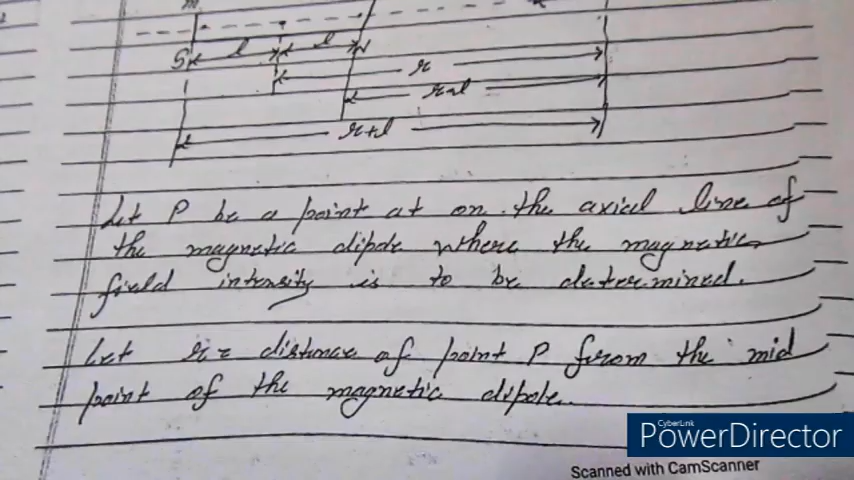 S l l N
r
r-l
r+l
Let P be a point at on the axial line of
the magnetic dipole where the magnetic
field intensity is to be determined.
Let r = distance of point P from the mid
point of the magnetic dipole.
CyberLink
PowerDirector
Scanned with CamScanner